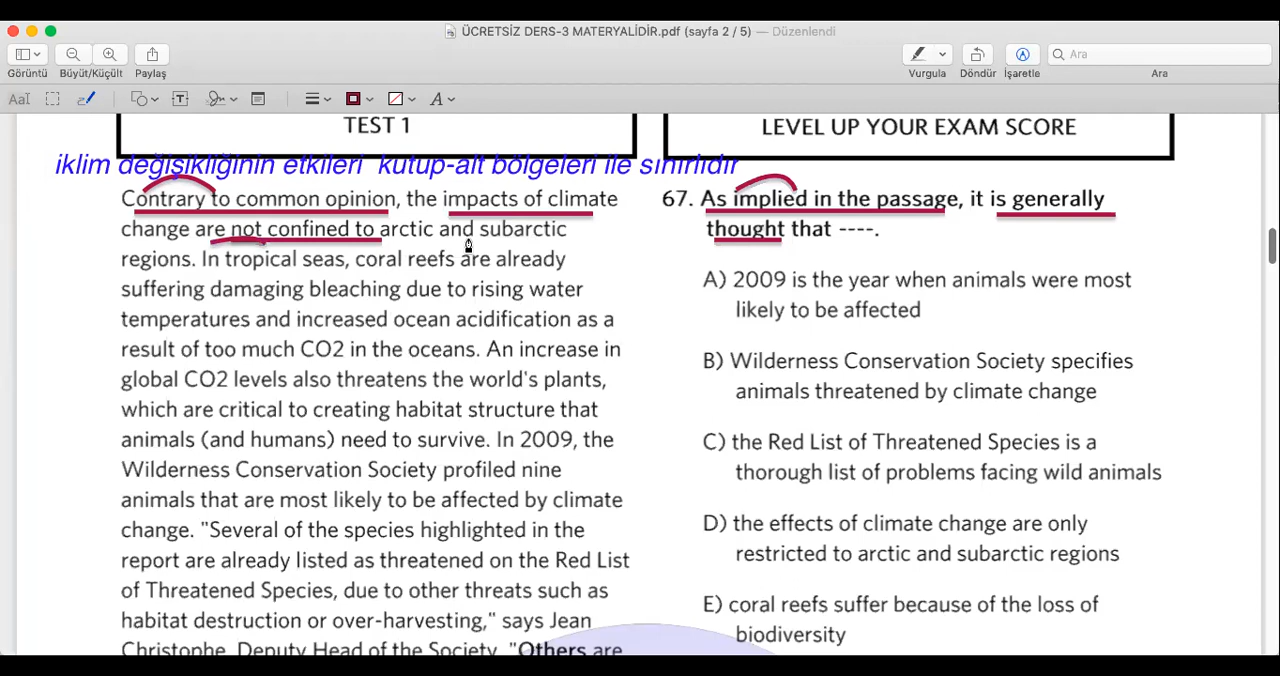 ÜCRETSİZ DERS-3 MATERYALİDİR.pdf (sayfa 2 / 5) — Düzenlendi
Ara
Görüntü Büyüt/Küçült Paylaş Vurgula Döndür İşaretle Ara
TEST 1
LEVEL UP YOUR EXAM SCORE
iklim değişikliğinin etkileri kutup-alt bölgeleri ile sınırlıdır
Contrary to common opinion, the impacts of climate
change are not confined to arctic and subarctic
regions. In tropical seas, coral reefs are already
suffering damaging bleaching due to rising water
temperatures and increased ocean acidification as a
result of too much CO2 in the oceans. An increase in
global CO2 levels also threatens the world's plants,
which are critical to creating habitat structure that
animals (and humans) need to survive. In 2009, the
Wilderness Conservation Society profiled nine
animals that are most likely to be affected by climate
change. "Several of the species highlighted in the
report are already listed as threatened on the Red List
of Threatened Species, due to other threats such as
habitat destruction or over-harvesting," says Jean
Christophe, Deputy Head of the Society. "Others are
67. As implied in the passage, it is generally
thought that ----.
A) 2009 is the year when animals were most
likely to be affected
B) Wilderness Conservation Society specifies
animals threatened by climate change
C) the Red List of Threatened Species is a
thorough list of problems facing wild animals
D) the effects of climate change are only
restricted to arctic and subarctic regions
E) coral reefs suffer because of the loss of
biodiversity